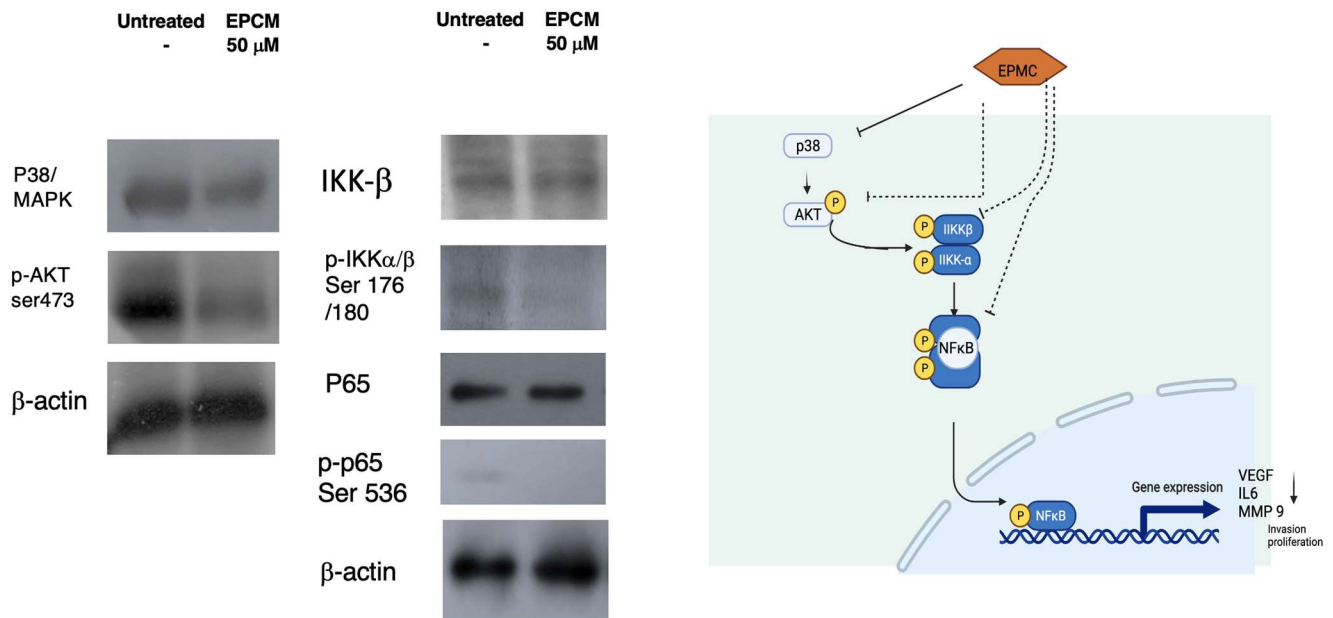 Untreated EPCM
- 50 μM
P38/
MAPK
p-AKT
ser473
β-actin
Untreated EPCM
- 50 μM
IKK-β
p-IKKα/β
Ser 176
/180
P65
p-p65
Ser 536
β-actin
EPMC
p38
AKT
P
P
IIKKβ
P
IIKK-α
P
P
NFκB
Gene expression
VEGF
IL6
MMP 9
Invasion
proliferation
P
NFκB